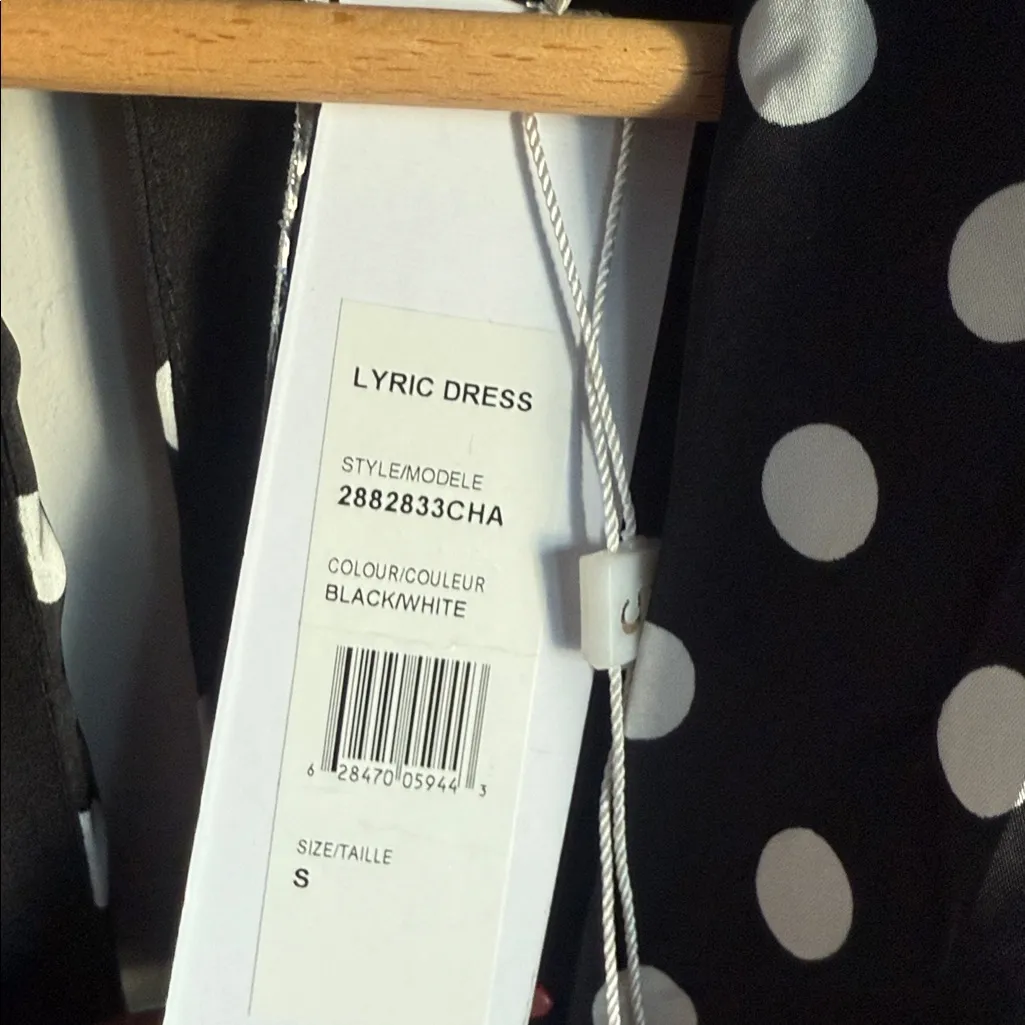 LYRIC DRESS
STYLE/MODELE
2882833CHA
COLOUR/COULEUR
BLACK/WHITE
6 28470 05944 3
SIZE/TAILLE
S